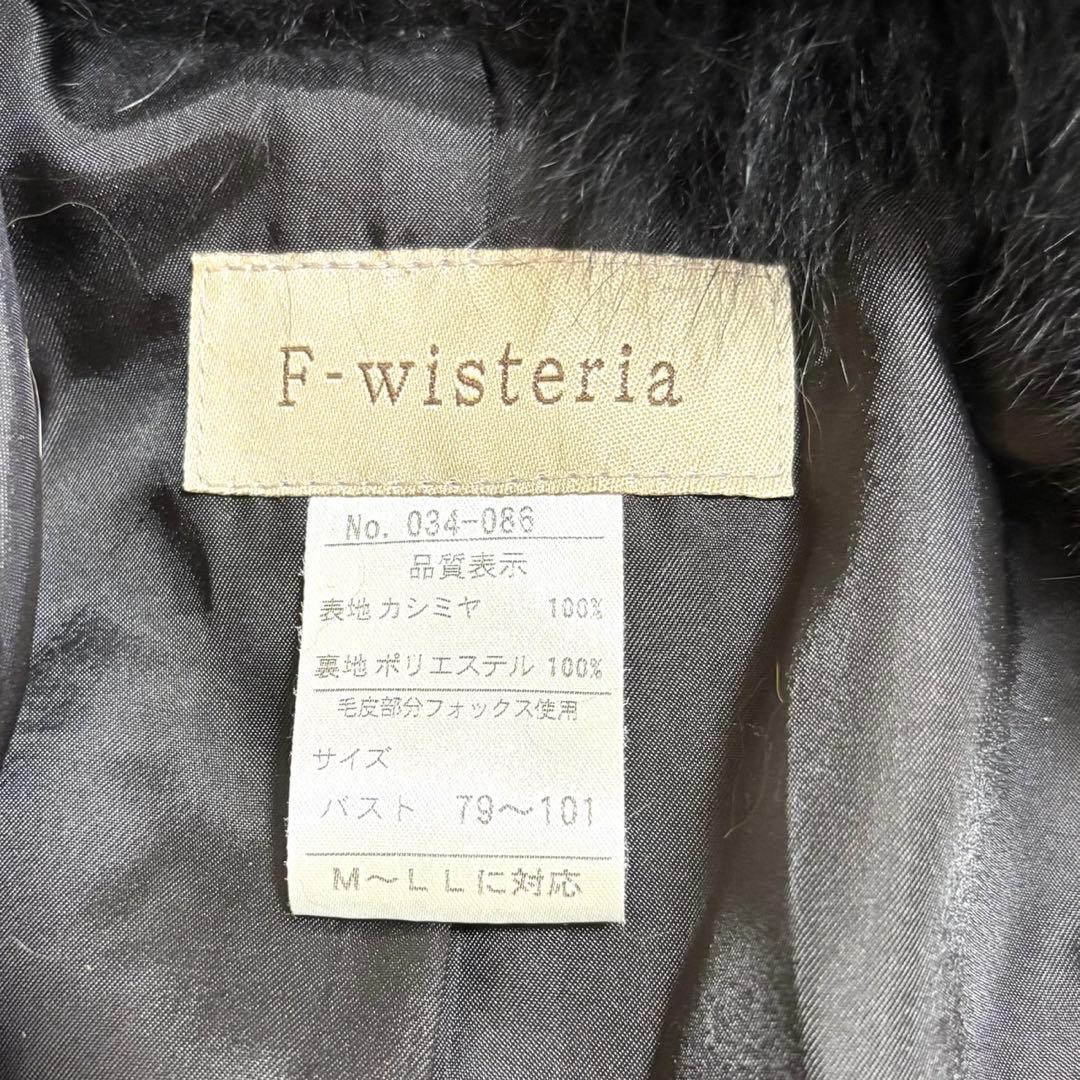 F-wisteria
No. 034-086
品質表示
表地 カシミヤ 100%
裏地 ポリエステル 100%
毛皮部分フォックス使用
サイズ
バスト 79～101
M～LLに対応